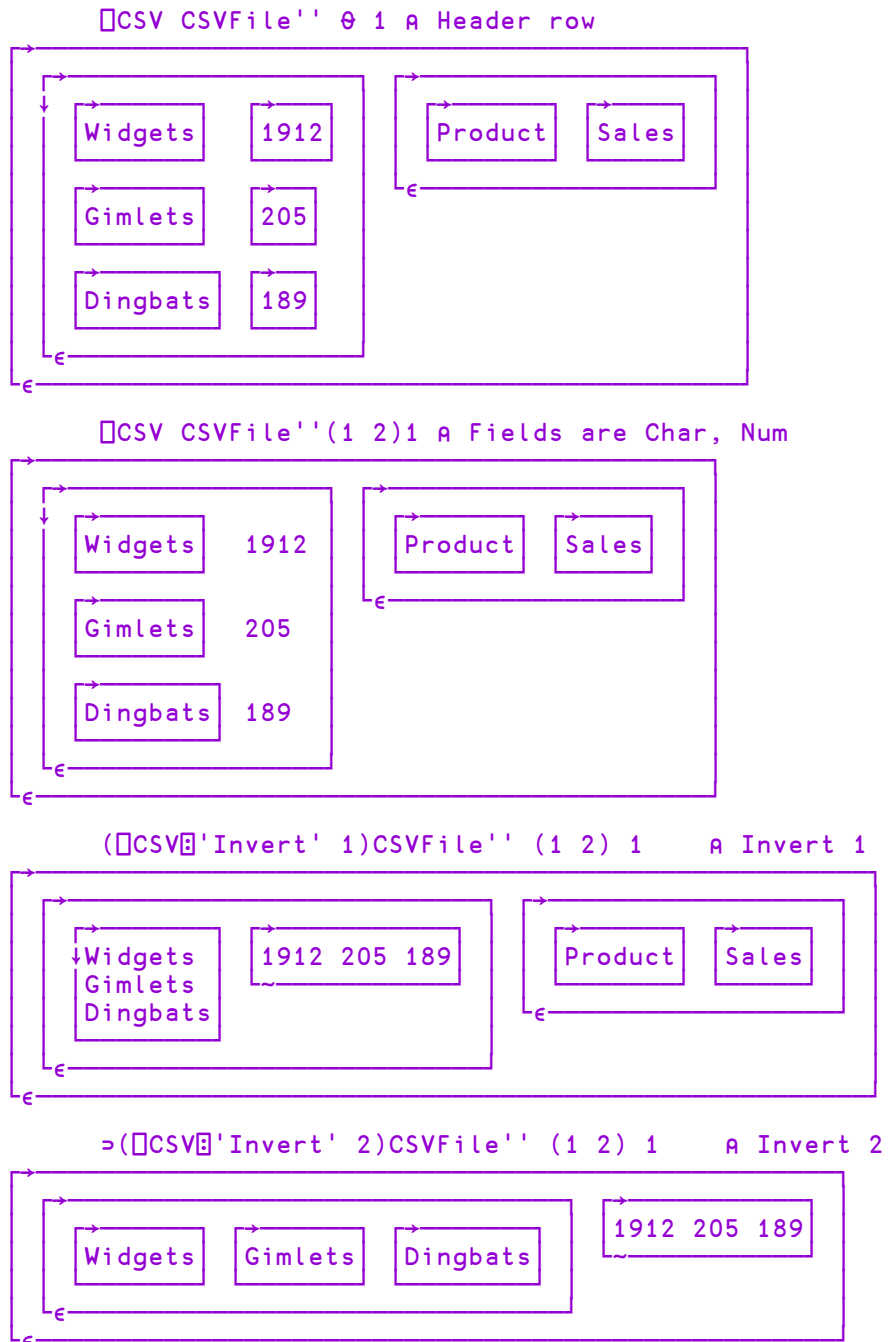 ⎕CSV CSVFile'' ⍬ 1 ⍝ Header row
Widgets 1912 Product Sales
Gimlets 205
Dingbats 189
⎕CSV CSVFile''(1 2)1 ⍝ Fields are Char, Num
Widgets 1912 Product Sales
Gimlets 205
Dingbats 189
(⎕CSV⍠'Invert' 1)CSVFile'' (1 2) 1 ⍝ Invert 1
Widgets 1912 205 189 Product Sales
Gimlets
Dingbats
⊃(⎕CSV⍠'Invert' 2)CSVFile'' (1 2) 1 ⍝ Invert 2
Widgets Gimlets Dingbats 1912 205 189